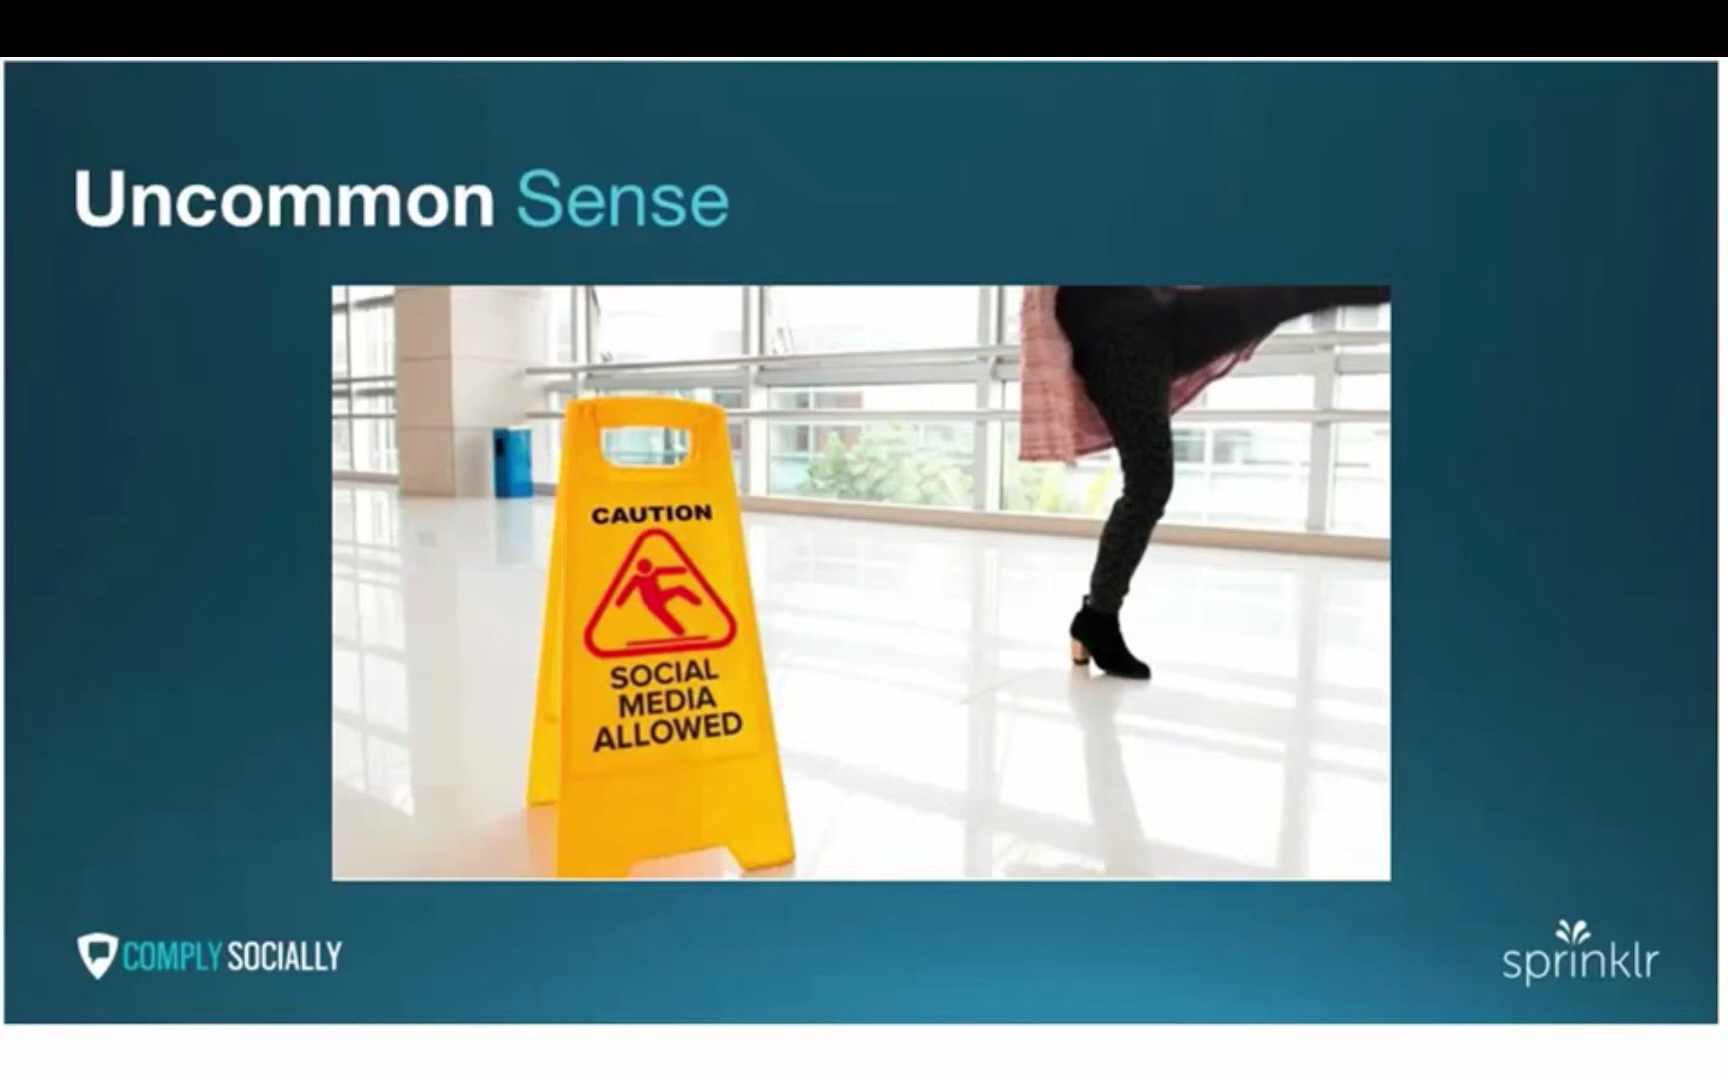 Uncommon Sense
CAUTION
SOCIAL
MEDIA
ALLOWED
COMPLY SOCIALLY
sprinklr